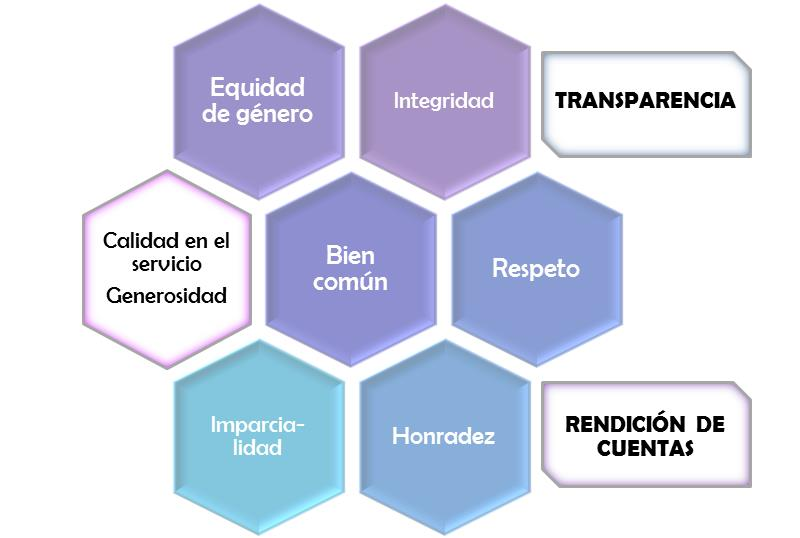 Equidad
de género
Integridad
TRANSPARENCIA
Calidad en el
servicio
Generosidad
Bien
común
Respeto
Imparcia-
lidad
Honradez
RENDICIÓN DE
CUENTAS